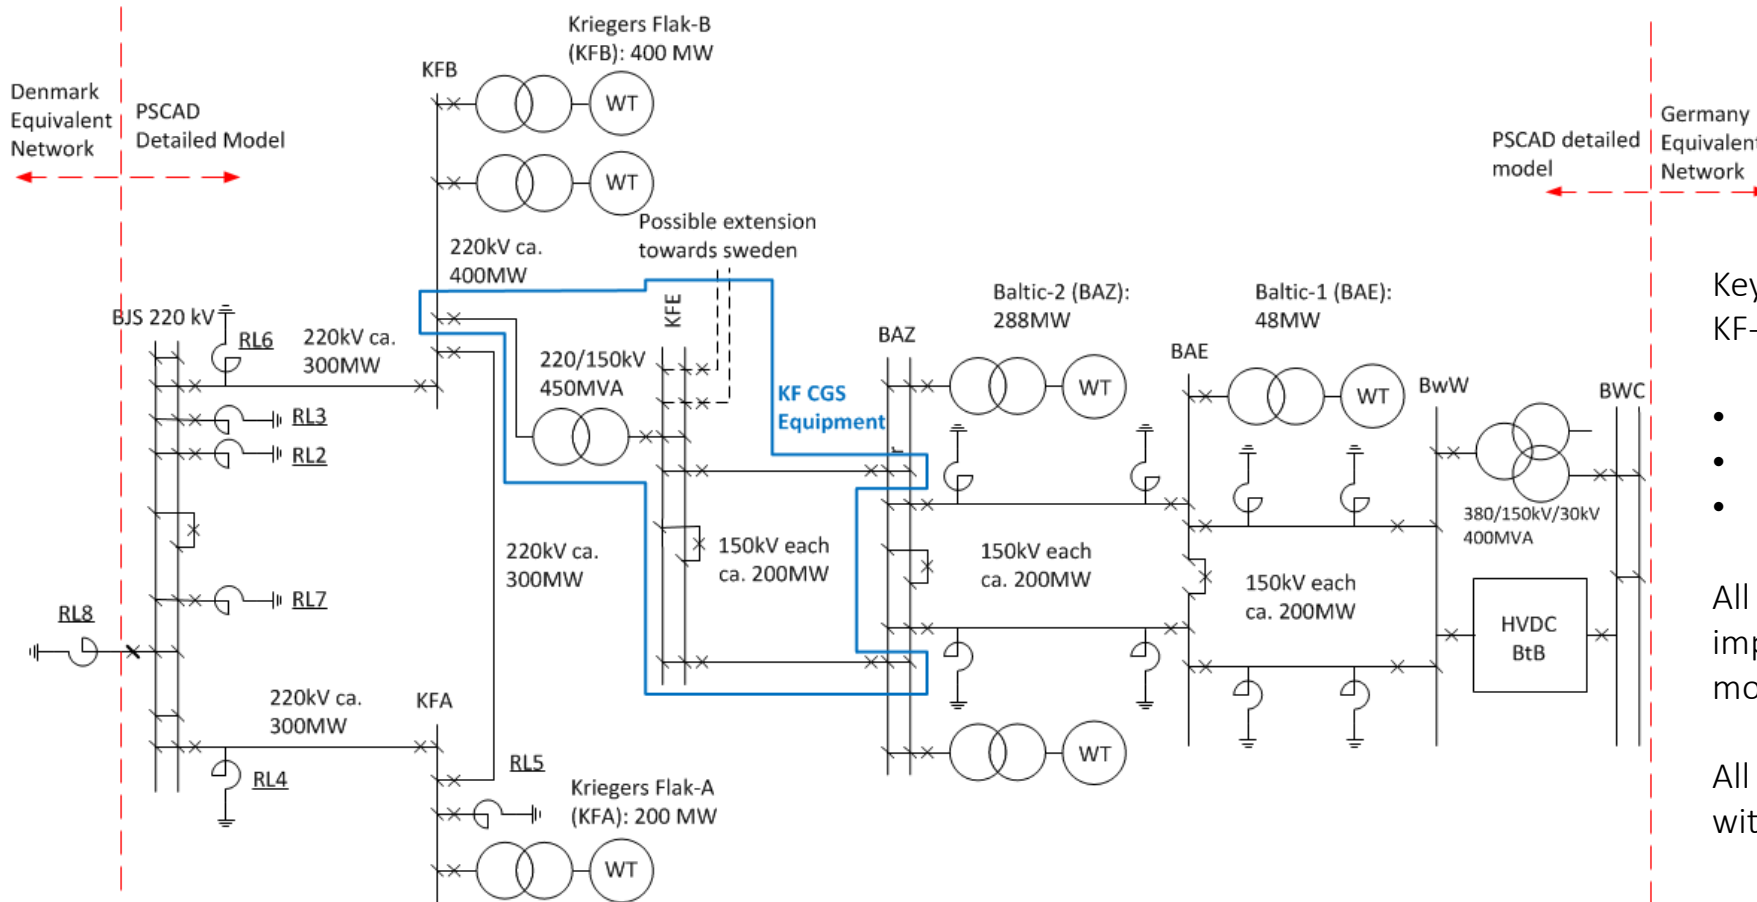 Denmark
Equivalent
Network
PSCAD
Detailed Model
Kriegers Flak-B
(KFB): 400 MW
KFB
WT
WT
Possible extension
towards sweden
220kV ca.
400MW
PSCAD detailed
model
Germany
Equivalent
Network
BJS 220 kV
RL6
220kV ca.
300MW
RL3
RL2
RL7
RL8
220kV ca.
300MW
RL4
KFA
RL5
220kV ca.
300MW
Kriegers Flak-A
(KFA): 200 MW
WT
220/150kV
450MVA
KFE
KF CGS
Equipment
150kV each
ca. 200MW
BAZ
Baltic-2 (BAZ):
288MW
WT
150kV each
ca. 200MW
WT
BAE
Baltic-1 (BAE):
48MW
WT
150kV each
ca. 200MW
BwW
BWC
380/150kV/30kV
400MVA
HVDC
BtB
Key
KF-
•
•
•
All
imp
mo
All
wit